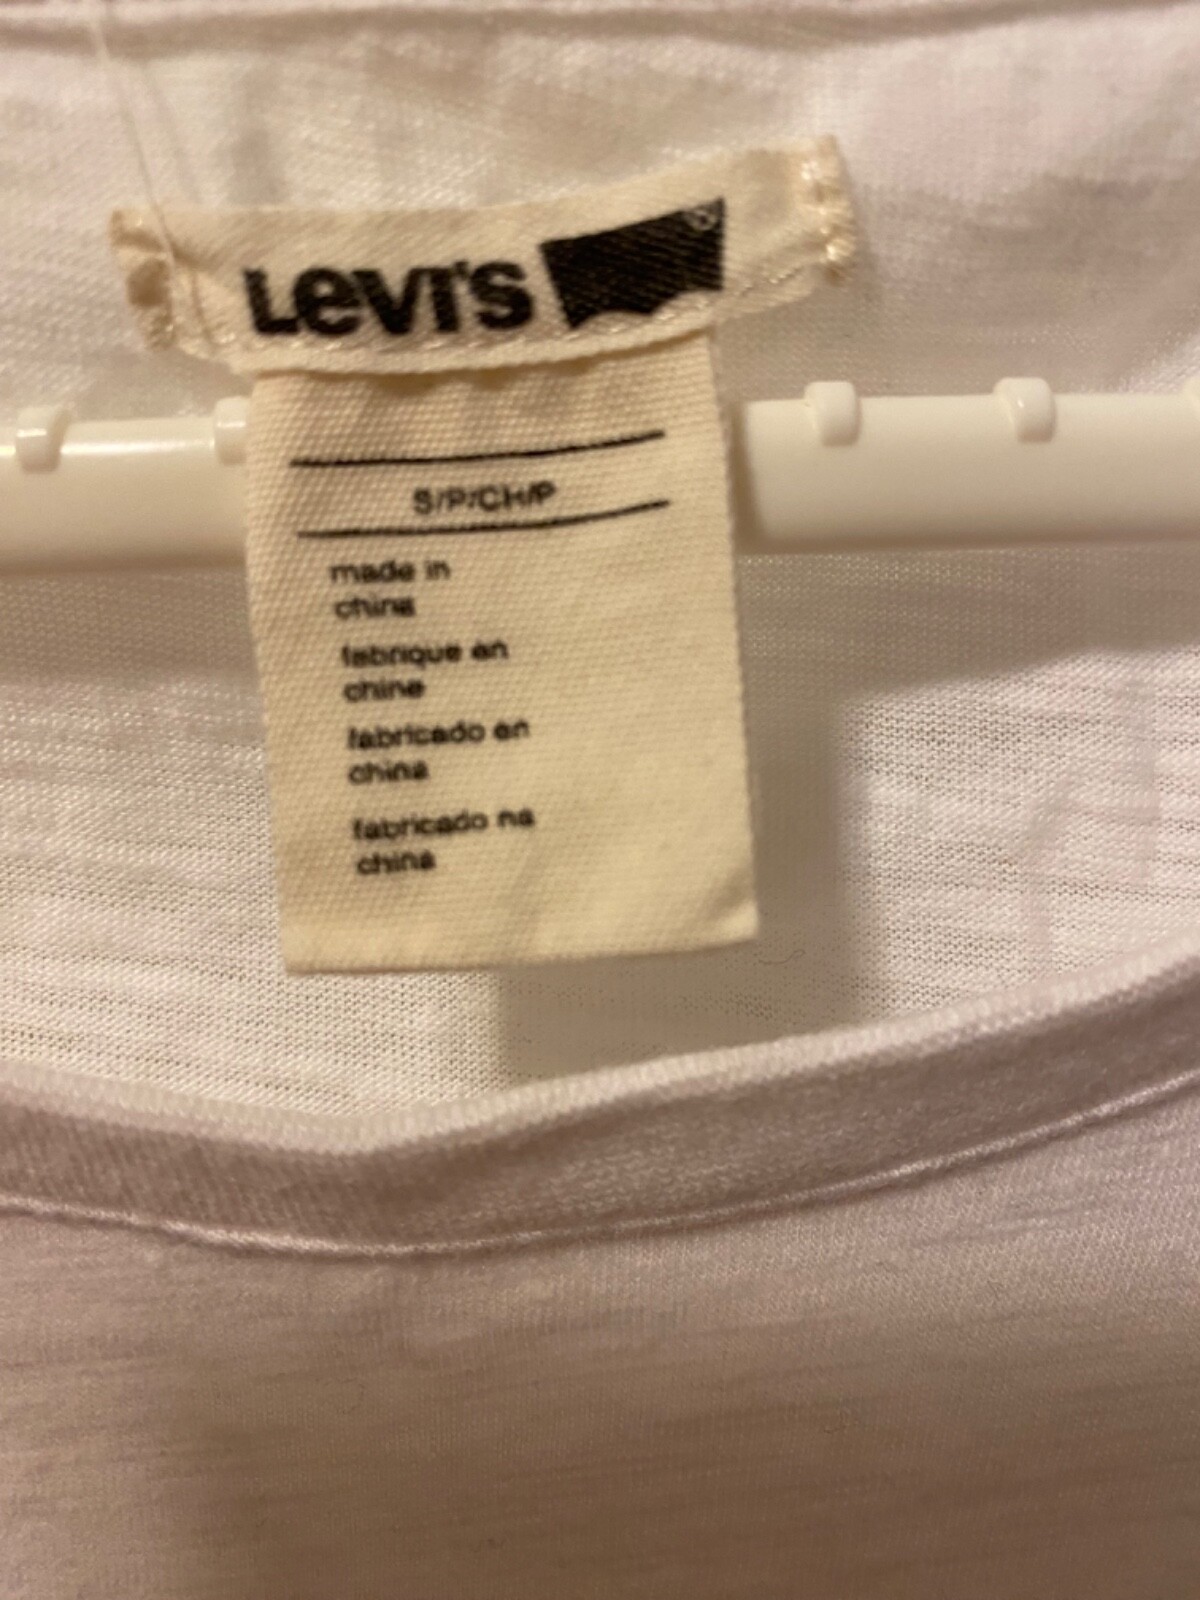 Levi's ®
S/P/CH/P
made in
china
fabrique en
chine
fabricado en
china
fabricado na
china